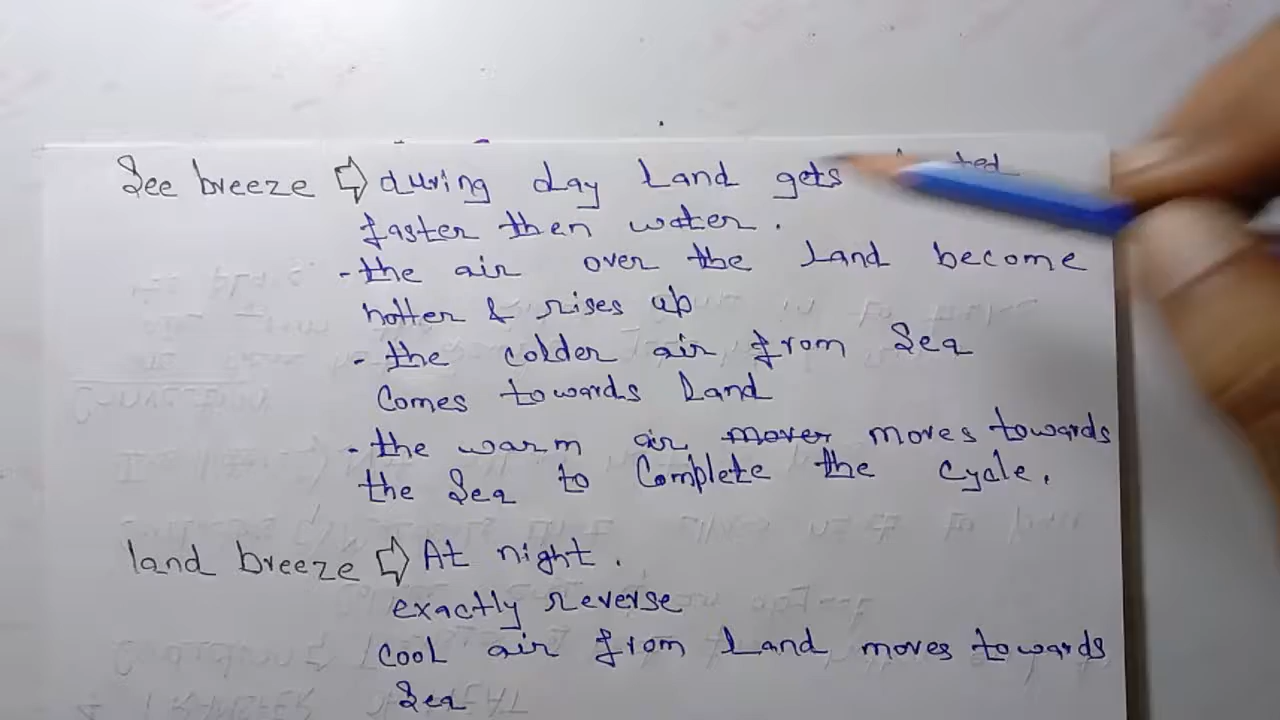 See breeze ⇨ during day Land gets
faster then water.
- the air over the Land become
hotter & rises up
- the colder air from Sea
Comes towards Land
- the warm air mover moves towards
the Sea to Complete the Cycle.
land breeze ⇨ At night.
exactly reverse
Cool air from Land moves towards
Sea